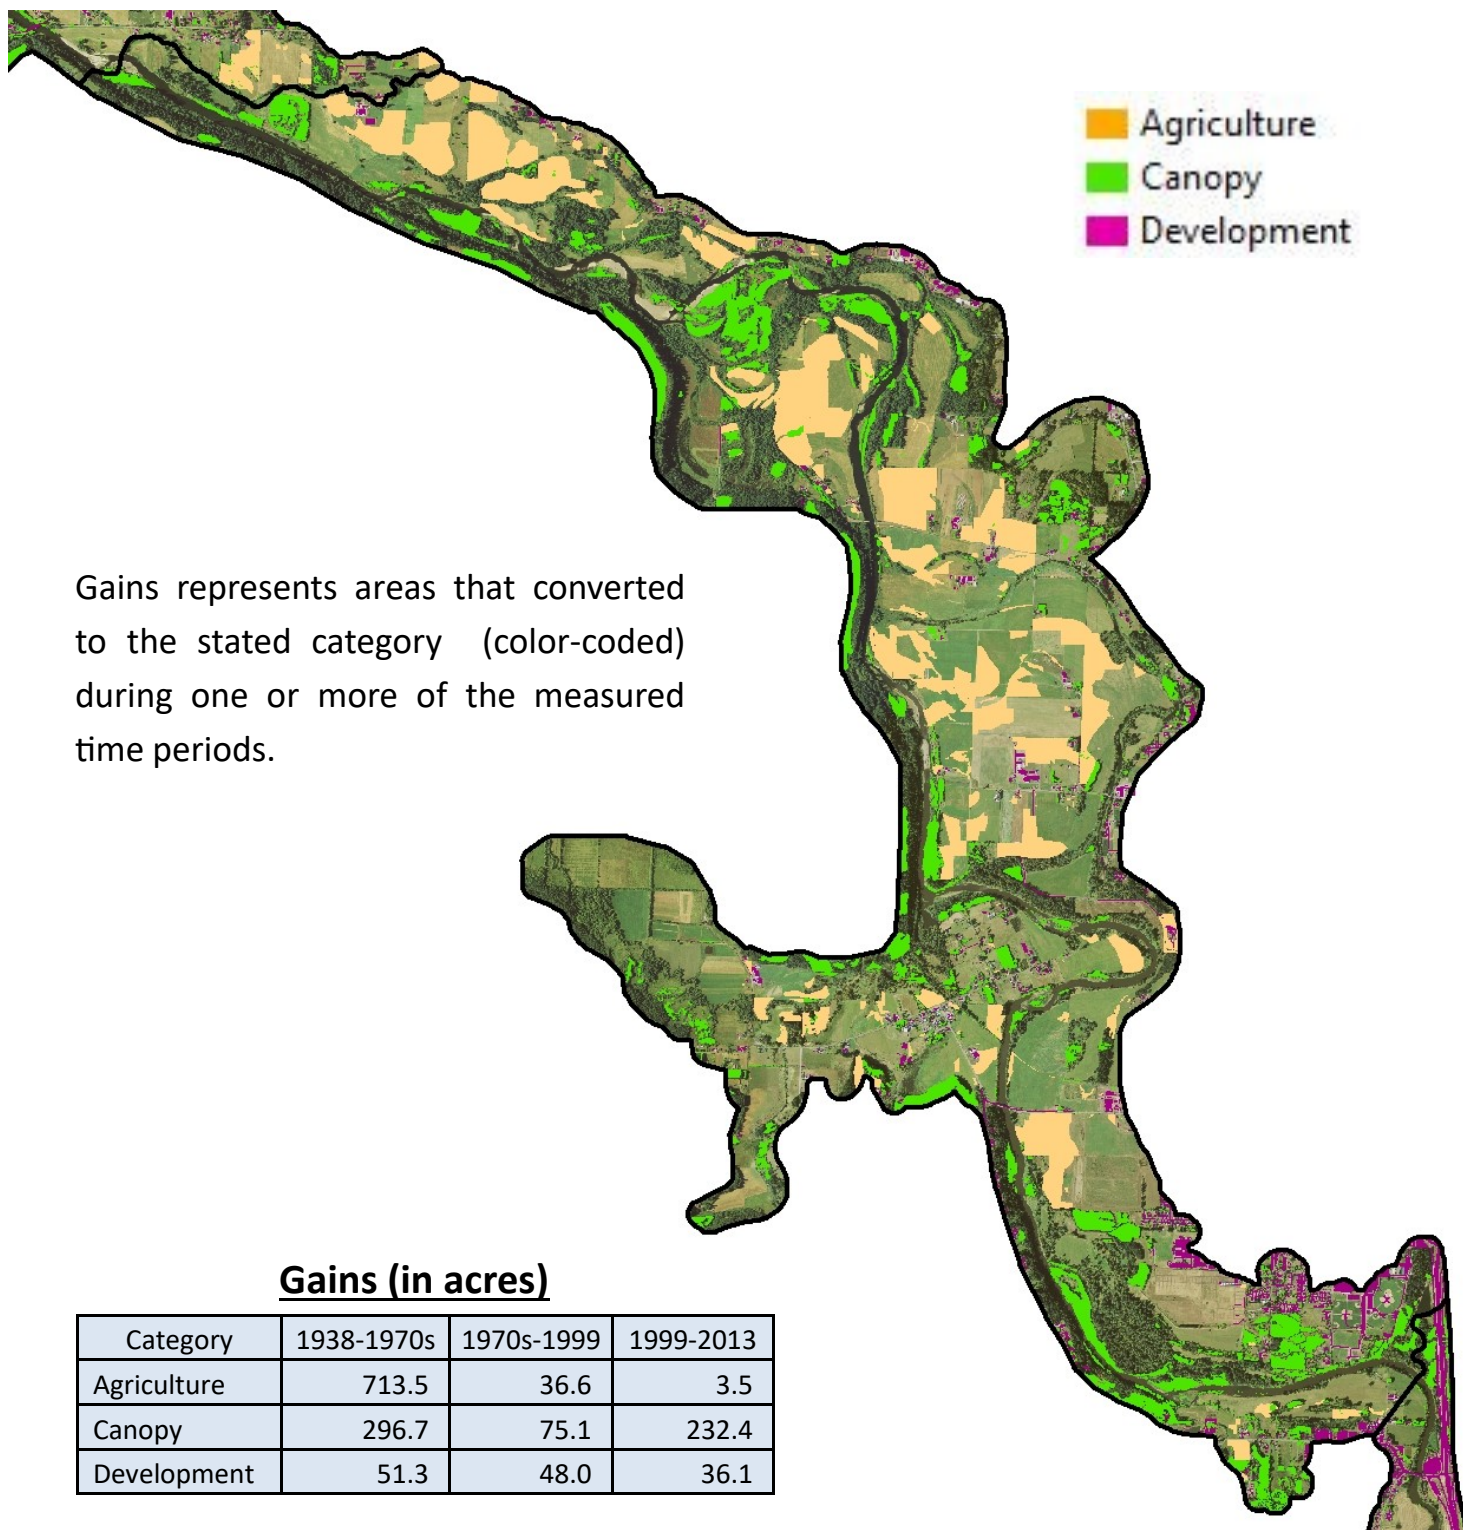 Agriculture
Canopy
Development
Gains represents areas that converted
to the stated category (color-coded)
during one or more of the measured
time periods.
Gains (in acres)
Category 1938-1970s 1970s-1999 1999-2013
Agriculture 713.5 36.6 3.5
Canopy 296.7 75.1 232.4
Development 51.3 48.0 36.1